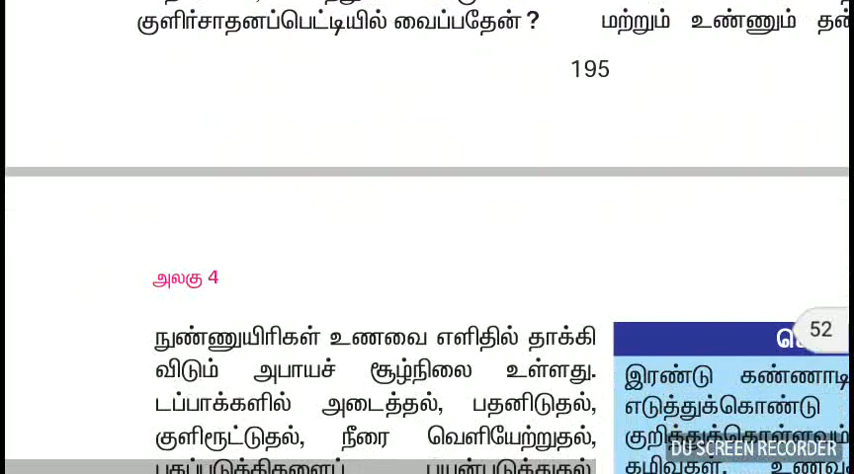 குளிர்சாதனப்பெட்டியில் வைப்பதேன் ?
மற்றும் உண்ணும்
195
அலகு 4
நுண்ணுயிரிகள் உணவை எளிதில் தாக்கி
விடும் அபாயச் சூழ்நிலை உள்ளது.
டப்பாக்களில் அடைத்தல், பதனிடுதல்,
குளிரூட்டுதல், நீரை வெளியேற்றுதல்,
52
இரண்டு
எடுத்துக்கொண்டு
குறித்துக்கொள்ளவும்
DU SCREEN RECORDER